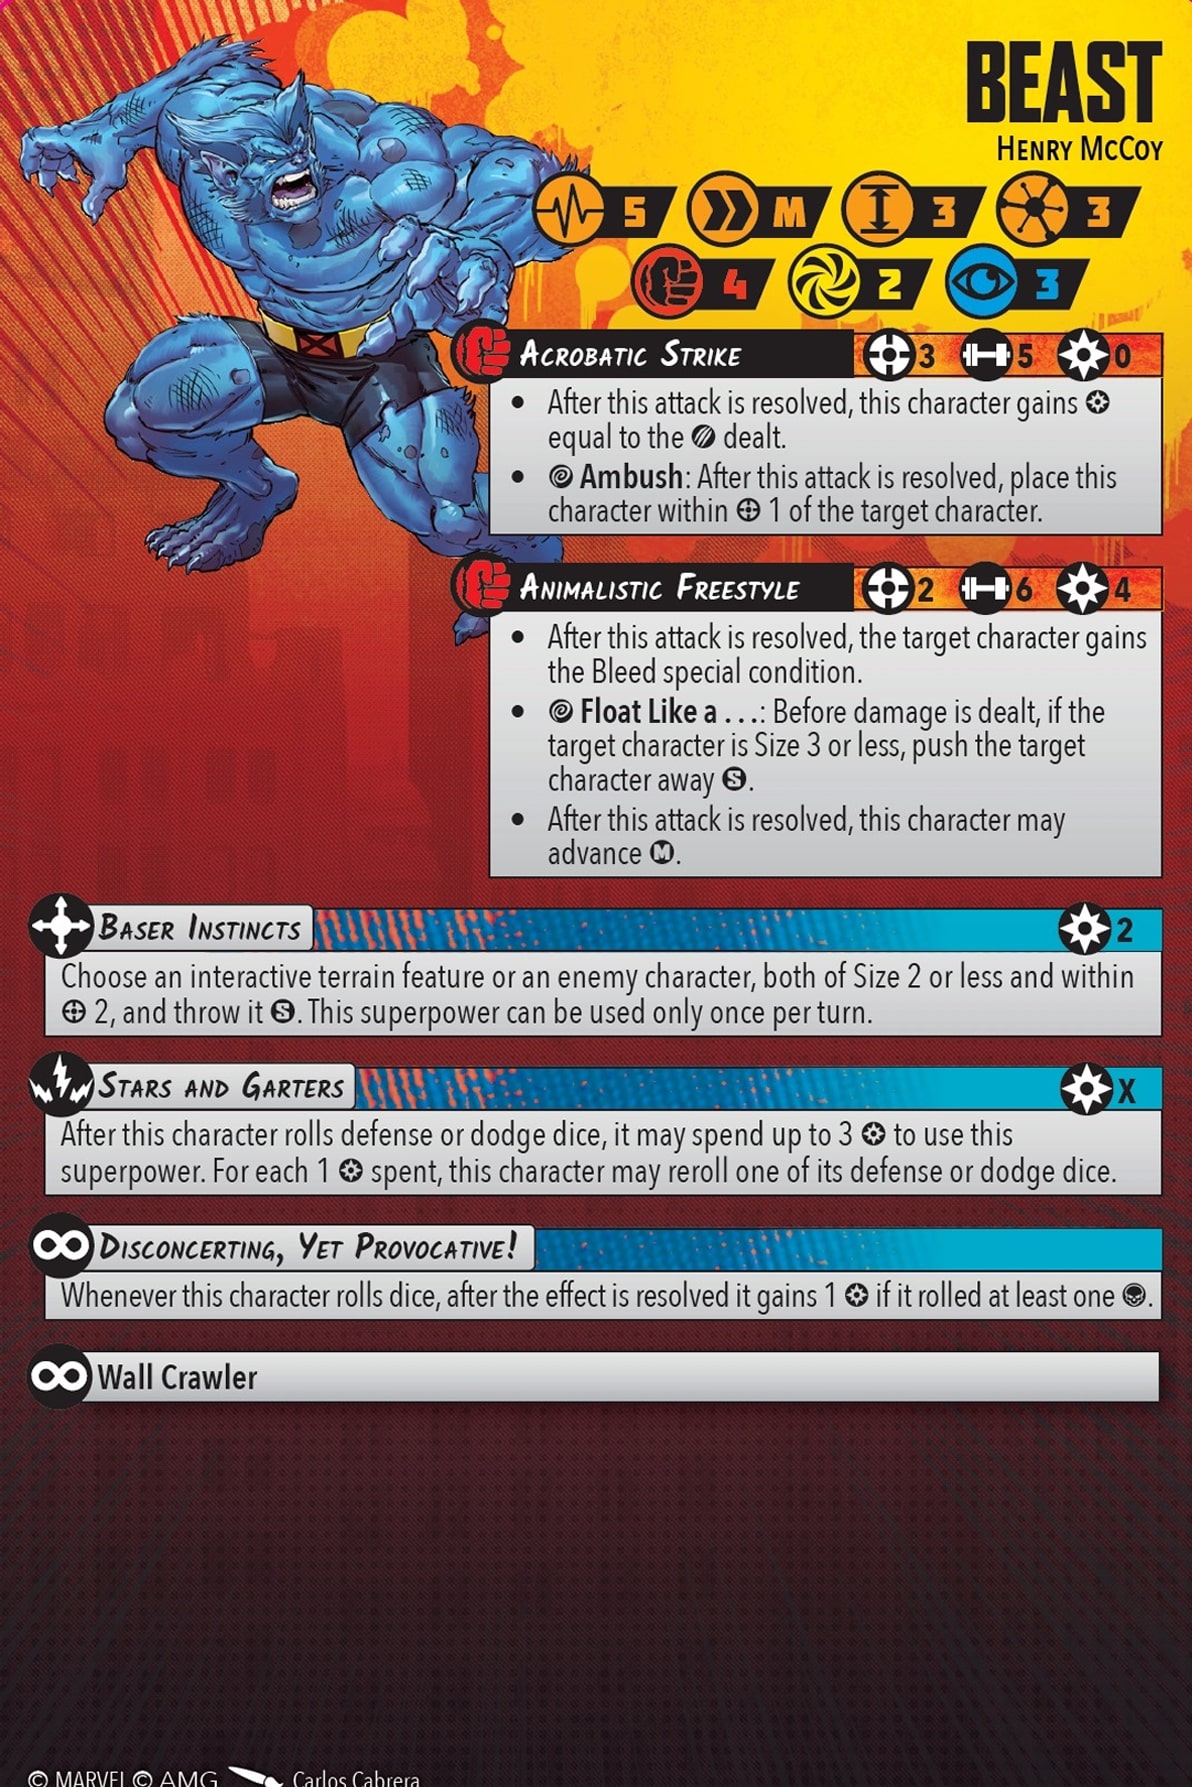 BEAST
Henry McCoy
5 M 3 3
4 2 3
Acrobatic Strike 3 5 0
• After this attack is resolved, this character gains
equal to the dealt.
• Ambush: After this attack is resolved, place this
character within 1 of the target character.
Animalistic Freestyle 2 6 4
• After this attack is resolved, the target character gains
the Bleed special condition.
• Float Like a . . .: Before damage is dealt, if the
target character is Size 3 or less, push the target
character away S.
• After this attack is resolved, this character may
advance M.
Baser Instincts 2
Choose an interactive terrain feature or an enemy character, both of Size 2 or less and within
2, and throw it S. This superpower can be used only once per turn.
Stars and Garters X
After this character rolls defense or dodge dice, it may spend up to 3 to use this
superpower. For each 1 spent, this character may reroll one of its defense or dodge dice.
Disconcerting, Yet Provocative!
Whenever this character rolls dice, after the effect is resolved it gains 1 if it rolled at least one .
Wall Crawler
© MARVEL © AMG Carlos Cabrera